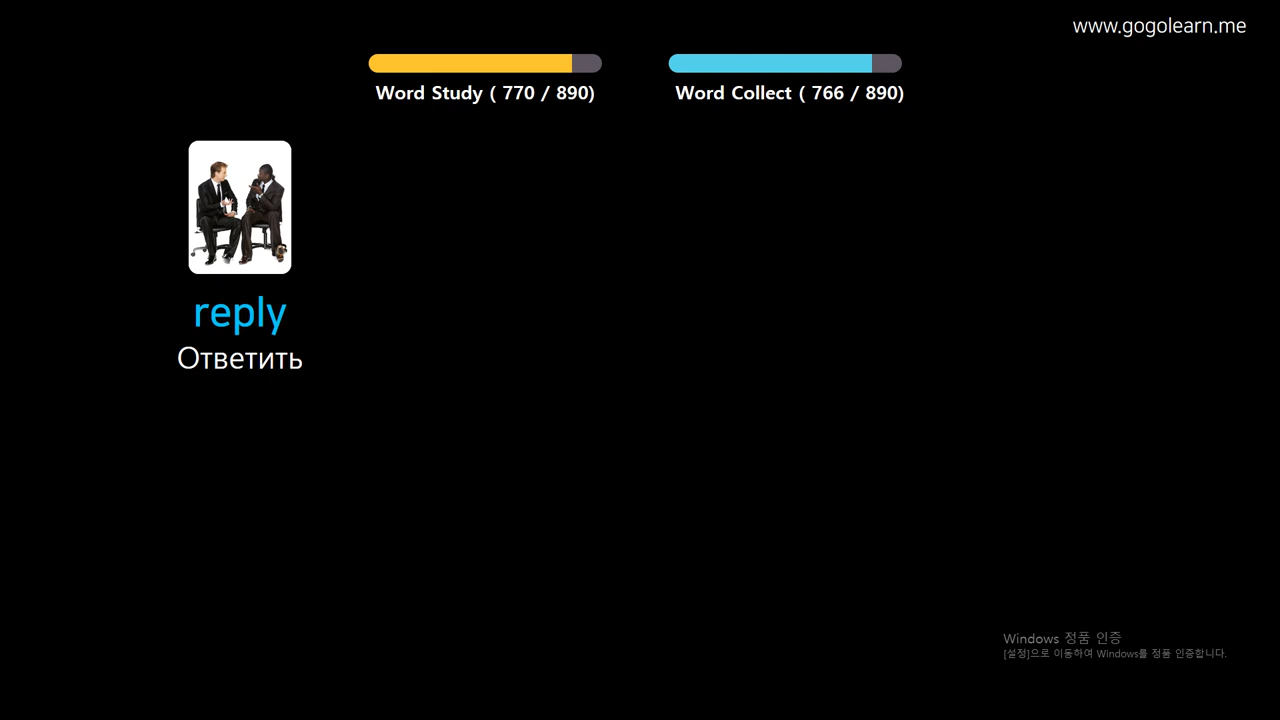 www.gogolearn.me
Word Study ( 770 / 890)
Word Collect ( 766 / 890)
reply
Ответить
Windows 정품 인증
[설정]으로 이동하여 Windows를 정품 인증합니다.